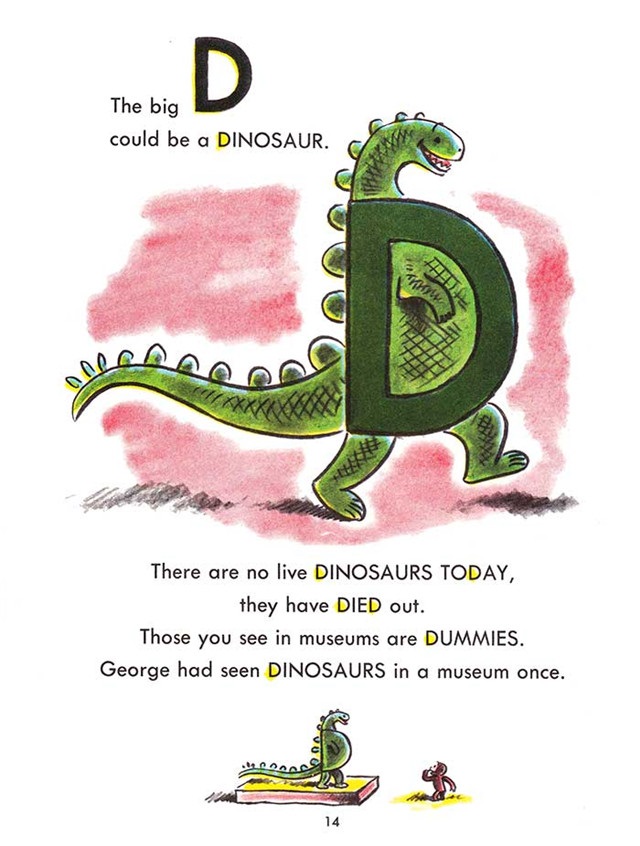 The big D
could be a DINOSAUR.
D
There are no live DINOSAURS TODAY,
they have DIED out.
Those you see in museums are DUMMIES.
George had seen DINOSAURS in a museum once.
14